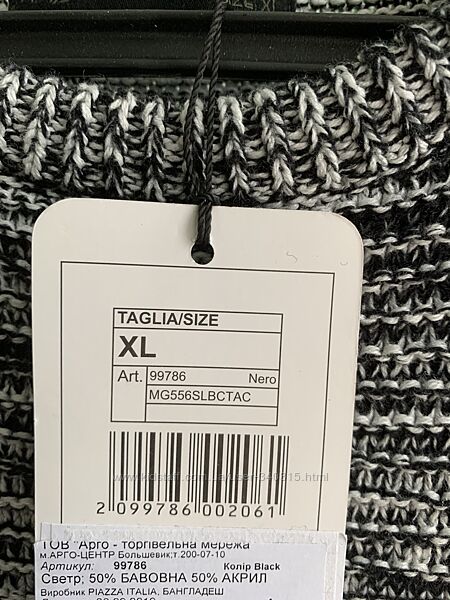 TAGLIA/SIZE
XL
Art. 99786 Nero
MG556SLBCTAC
2 099786 002061
ТОВ "Арго - торгівельна мережа
м.АРГО-ЦЕНТР Большевик;т.200-07-10
Артикул: 99786 Колір Black
Светр; 50% БАВОВНА 50% АКРИЛ
Виробник PIAZZA ITALIA, БАНГЛАДЕШ